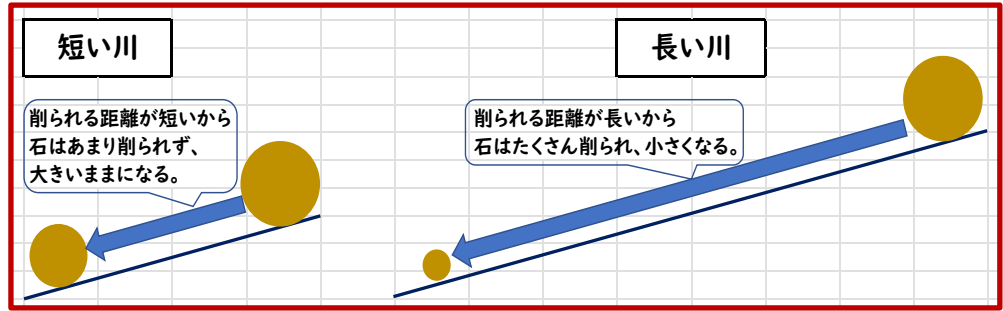 短い川
削られる距離が短いから
石はあまり削られず、
大きいままになる。
長い川
削られる距離が長いから
石はたくさん削られ、小さくなる。